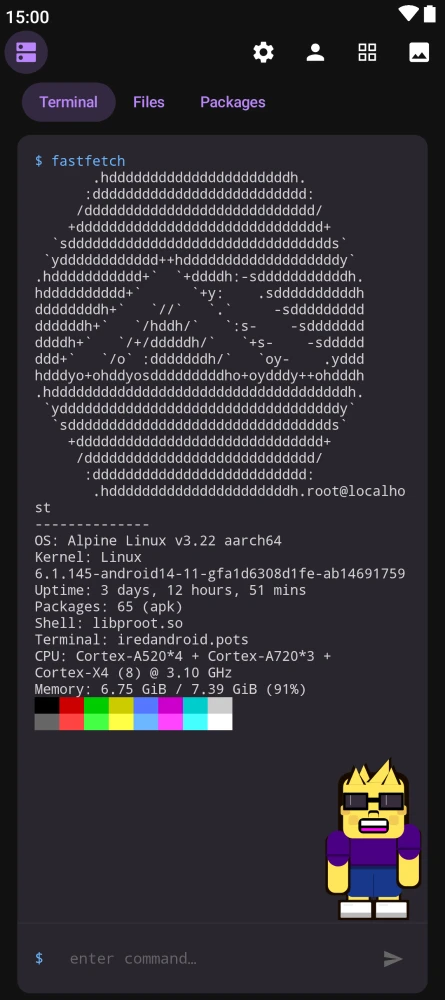 15:00
Terminal Files Packages
$ fastfetch
       .hddddddddddddddddddddddh.
      :dddddddddddddddddddddddddd:
     /dddddddddddddddddddddddddddd/
    +dddddddddddddddddddddddddddddd+
  `sdddddddddddddddddddddddddddddddds`
 `ydddddddddddd++hdddddddddddddddddddy`
.hddddddddddd+`  `+ddddh:-sdddddddddddh.
hdddddddddd+`      `+y:    .sddddddddddh
ddddddddh+`   `//`   `.`     -sddddddddd
ddddddh+`   `/hddh/`   `:s-    -sddddddd
ddddh+`   `/+/dddddh/`   `+s-    -sddddd
ddd+`   `/o` :dddddddh/`   `oy-    .yddd
hdddyo+ohddyosdddddddddho+oydddy++ohdddh
.hddddddddddddddddddddddddddddddddddddh.
 `yddddddddddddddddddddddddddddddddddy`
  `sdddddddddddddddddddddddddddddddds`
    +dddddddddddddddddddddddddddddd+
     /dddddddddddddddddddddddddddd/
      :dddddddddddddddddddddddddd:
       .hddddddddddddddddddddddh.root@localho
st
--------------
OS: Alpine Linux v3.22 aarch64
Kernel: Linux
6.1.145-android14-11-gfa1d6308d1fe-ab14691759
Uptime: 3 days, 12 hours, 51 mins
Packages: 65 (apk)
Shell: libproot.so
Terminal: iredandroid.pots
CPU: Cortex-A520*4 + Cortex-A720*3 +
Cortex-X4 (8) @ 3.10 GHz
Memory: 6.75 GiB / 7.39 GiB (91%)
$ enter command…